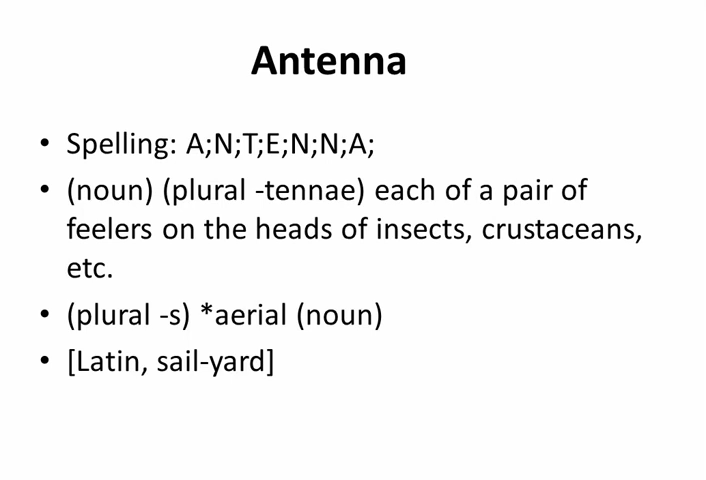 Antenna
• Spelling: A;N;T;E;N;N;A;
• (noun) (plural -tennae) each of a pair of
feelers on the heads of insects, crustaceans,
etc.
• (plural -s) *aerial (noun)
• [Latin, sail-yard]